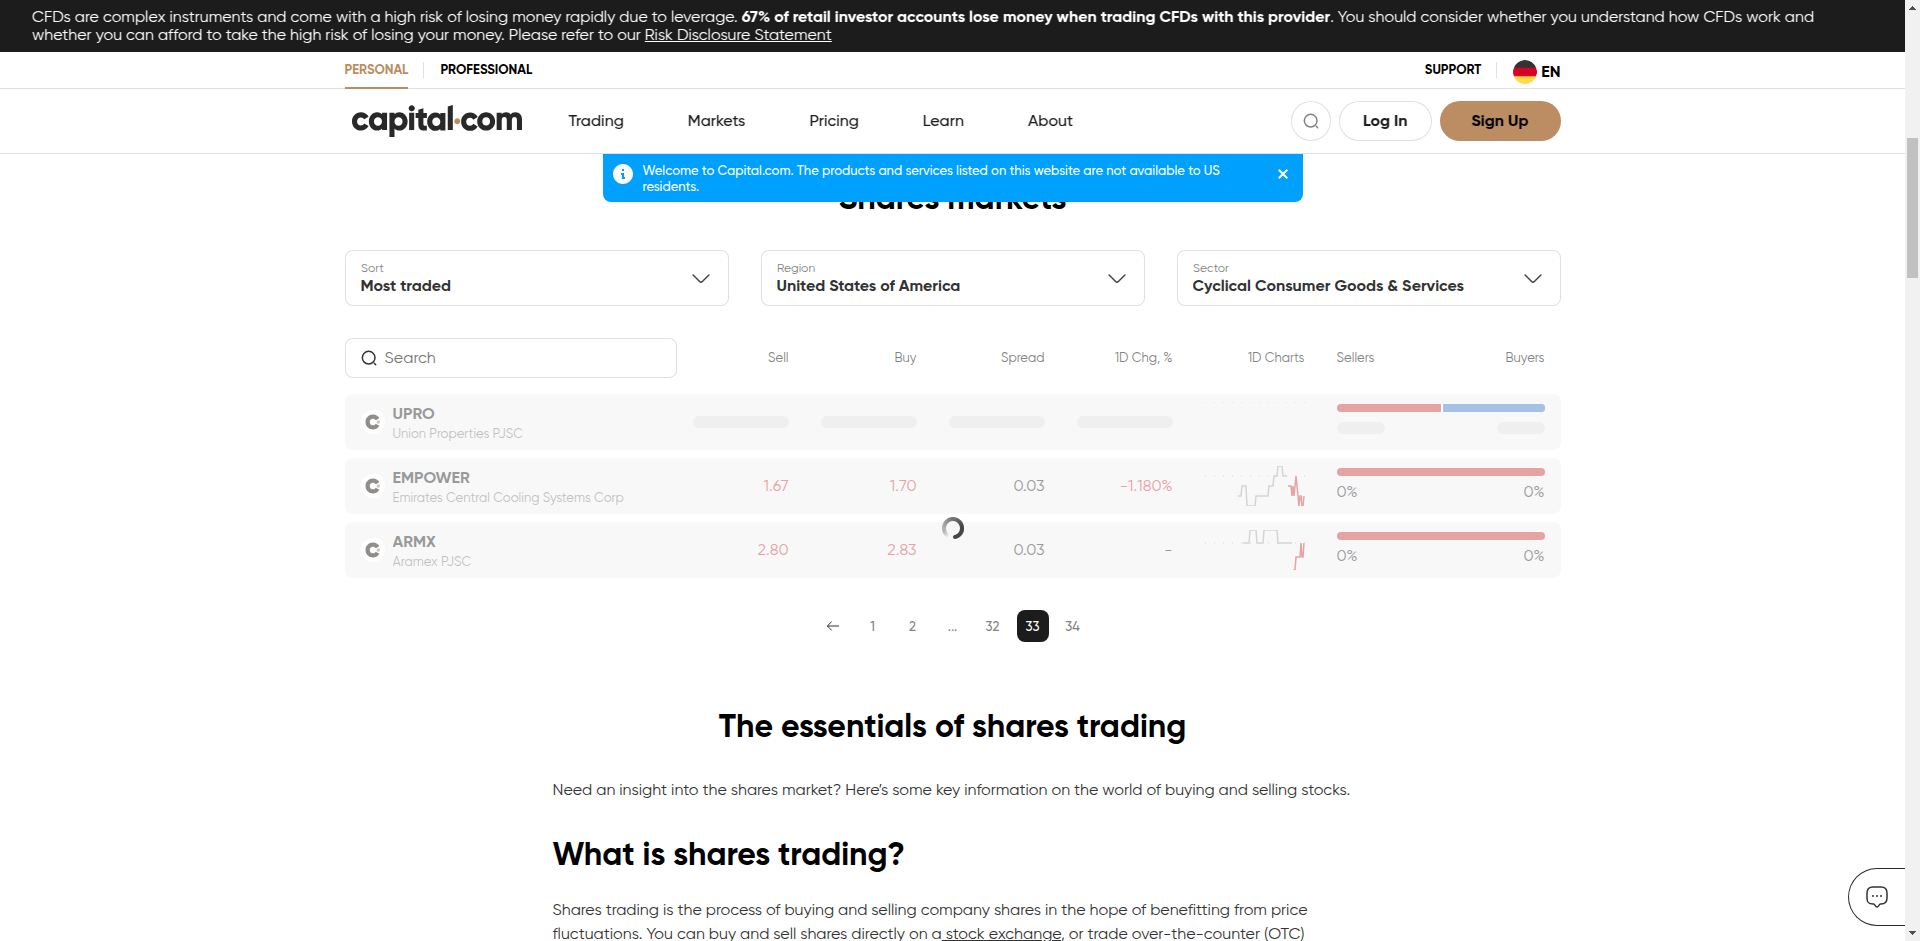 CFDs are complex instruments and come with a high risk of losing money rapidly due to leverage. 67% of retail investor accounts lose money when trading CFDs with this provider. You should consider whether you understand how CFDs work and
whether you can afford to take the high risk of losing your money. Please refer to our Risk Disclosure Statement
PERSONAL PROFESSIONAL SUPPORT EN
capital.com Trading Markets Pricing Learn About Log In Sign Up
Welcome to Capital.com. The products and services listed on this website are not available to US
residents.
Shares markets
Sort Region Sector
Most traded United States of America Cyclical Consumer Goods & Services
Search Sell Buy Spread 1D Chg, % 1D Charts Sellers Buyers
UPRO
Union Properties PJSC
EMPOWER
Emirates Central Cooling Systems Corp
1.67 1.70 0.03 -1.180% 0% 0%
ARMX
Aramex PJSC
2.80 2.83 0.03 - 0% 0%
← 1 2 ... 32 33 34
The essentials of shares trading
Need an insight into the shares market? Here’s some key information on the world of buying and selling stocks.
What is shares trading?
Shares trading is the process of buying and selling company shares in the hope of benefitting from price
fluctuations. You can buy and sell shares directly on a stock exchange, or trade over-the-counter (OTC)